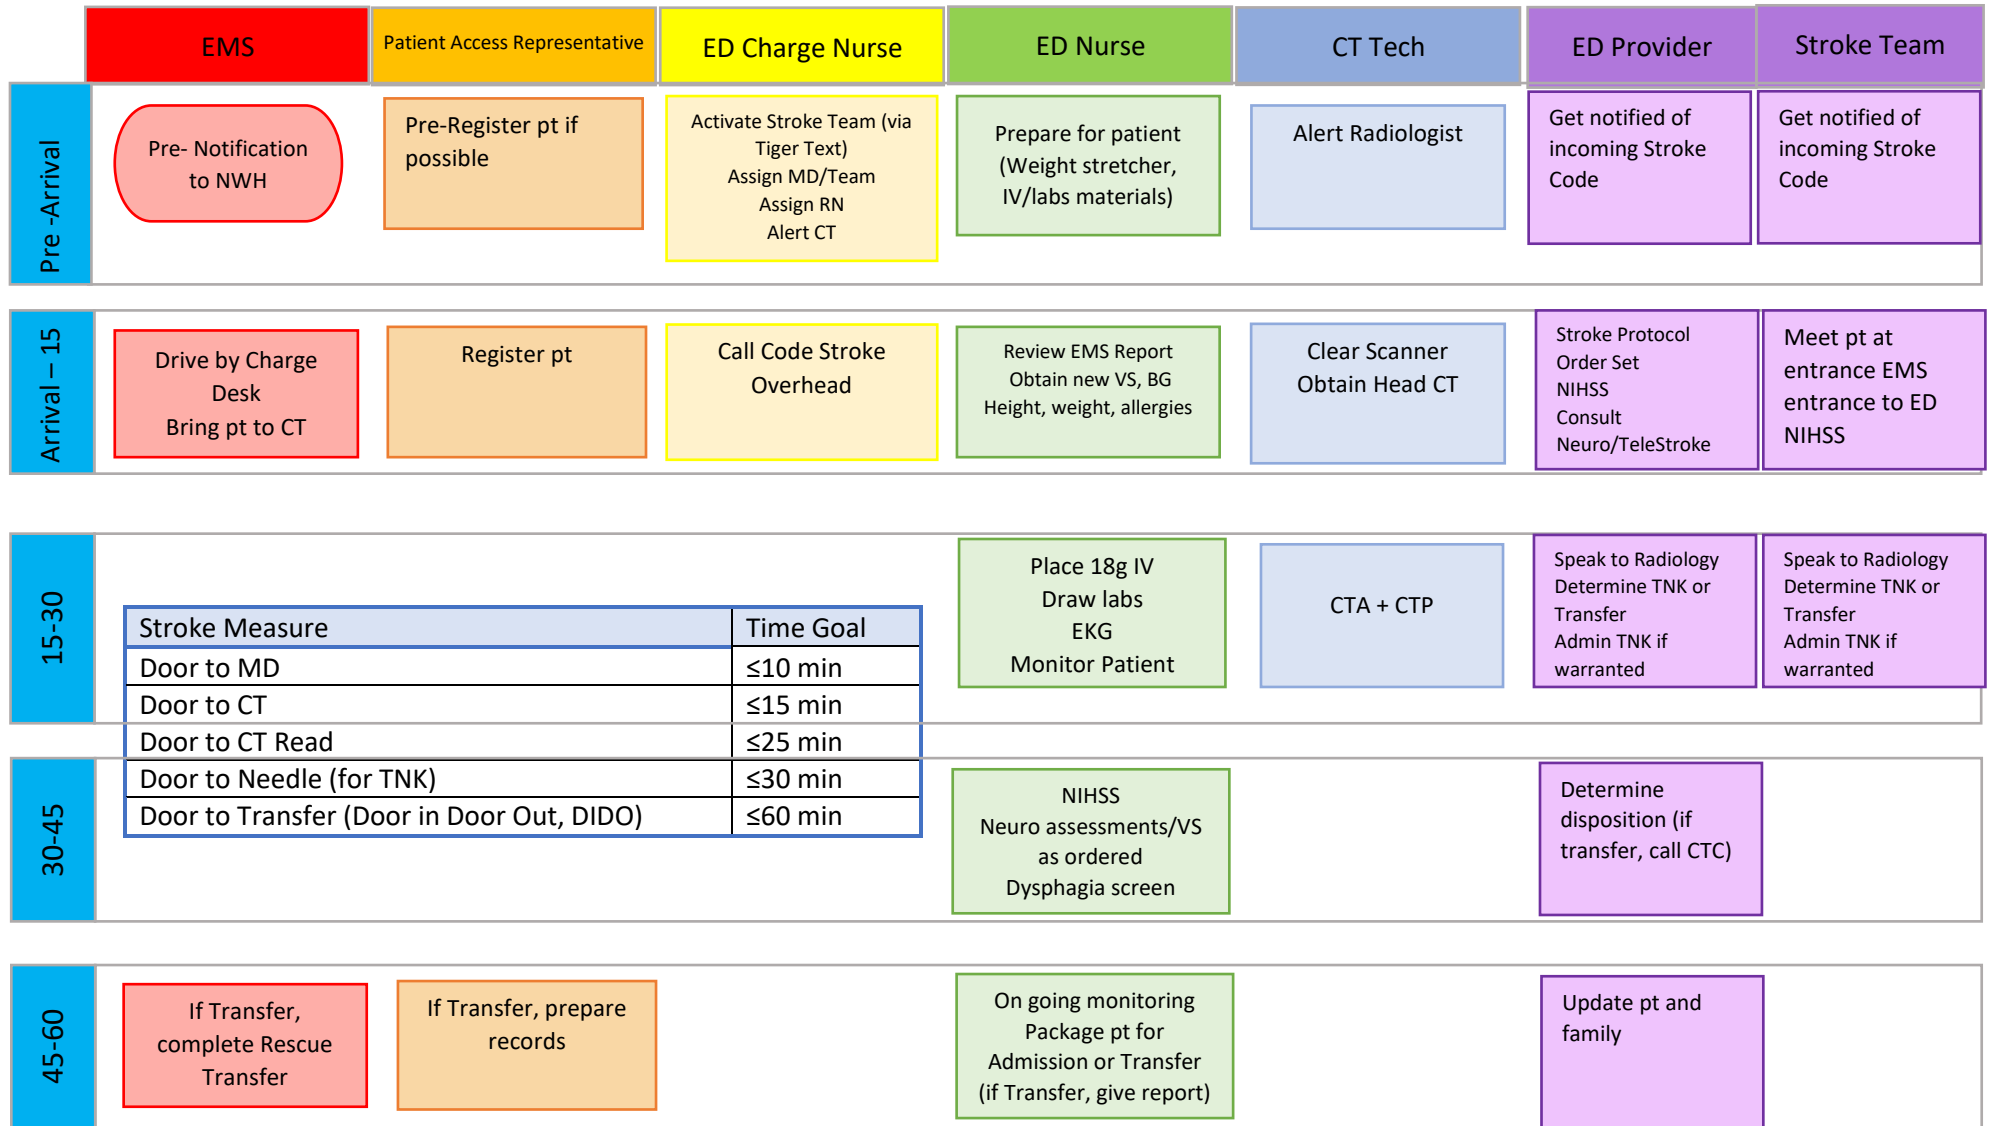 EMS
Patient Access Representative
ED Charge Nurse
ED Nurse
CT Tech
ED Provider
Stroke Team
Pre -Arrival
Pre- Notification
to NWH
Pre-Register pt if
possible
Activate Stroke Team (via
Tiger Text)
Assign MD/Team
Assign RN
Alert CT
Prepare for patient
(Weight stretcher,
IV/labs materials)
Alert Radiologist
Get notified of
incoming Stroke
Code
Get notified of
incoming Stroke
Code
Arrival – 15
Drive by Charge
Desk
Bring pt to CT
Register pt
Call Code Stroke
Overhead
Review EMS Report
Obtain new VS, BG
Height, weight, allergies
Clear Scanner
Obtain Head CT
Stroke Protocol
Order Set
NIHSS
Consult
Neuro/TeleStroke
Meet pt at
entrance EMS
entrance to ED
NIHSS
15-30
Place 18g IV
Draw labs
EKG
Monitor Patient
CTA + CTP
Speak to Radiology
Determine TNK or
Transfer
Admin TNK if
warranted
Speak to Radiology
Determine TNK or
Transfer
Admin TNK if
warranted
Stroke Measure Time Goal
Door to MD ≤10 min
Door to CT ≤15 min
Door to CT Read ≤25 min
Door to Needle (for TNK) ≤30 min
Door to Transfer (Door in Door Out, DIDO) ≤60 min
30-45
NIHSS
Neuro assessments/VS
as ordered
Dysphagia screen
Determine
disposition (if
transfer, call CTC)
45-60
If Transfer,
complete Rescue
Transfer
If Transfer, prepare
records
On going monitoring
Package pt for
Admission or Transfer
(if Transfer, give report)
Update pt and
family